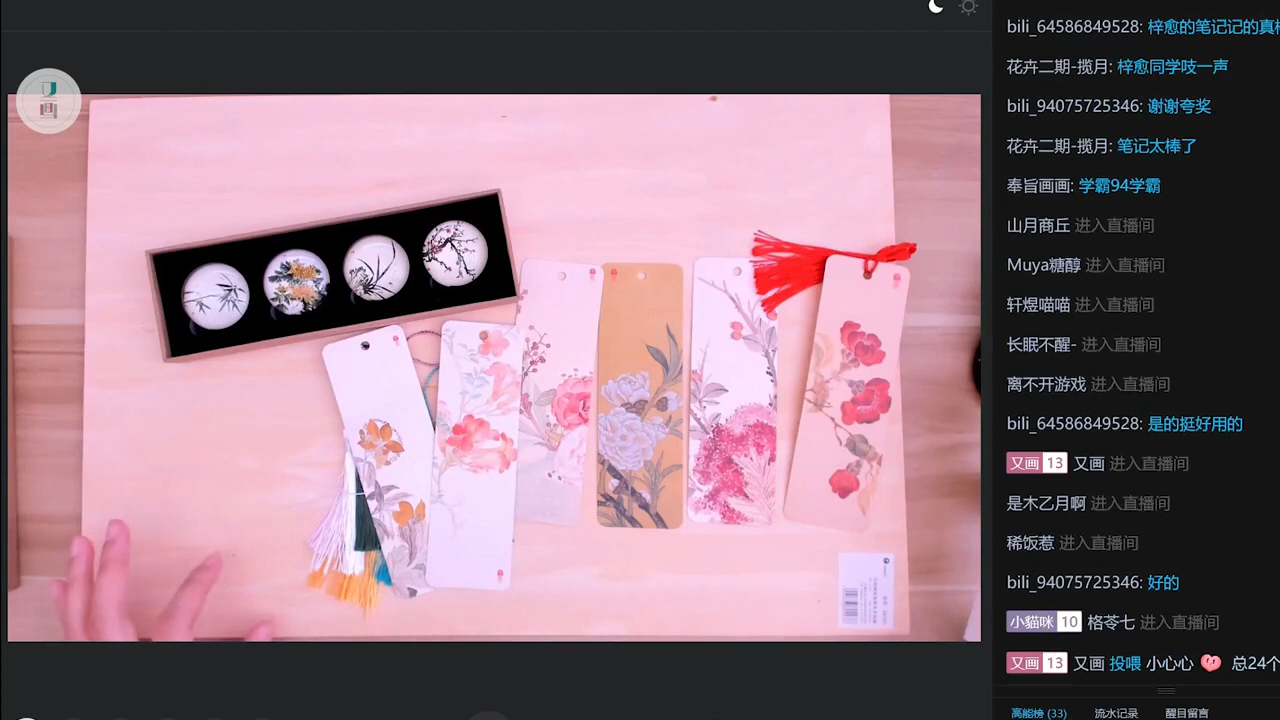 又画
bili_64586849528: 梓愈的笔记记的真
花卉二期-揽月: 梓愈同学吱一声
bili_94075725346: 谢谢夸奖
花卉二期-揽月: 笔记太棒了
奉旨画画: 学霸94学霸
山月商丘 进入直播间
Muya糖醇 进入直播间
轩煜喵喵 进入直播间
长眠不醒- 进入直播间
离不开游戏 进入直播间
bili_64586849528: 是的挺好用的
又画 13 又画 进入直播间
是木乙月啊 进入直播间
稀饭惹 进入直播间
bili_94075725346: 好的
小貓咪 10 格苓七 进入直播间
又画 13 又画 投喂 小心心 总24个
高能榜 (33) 流水记录 醒目留言